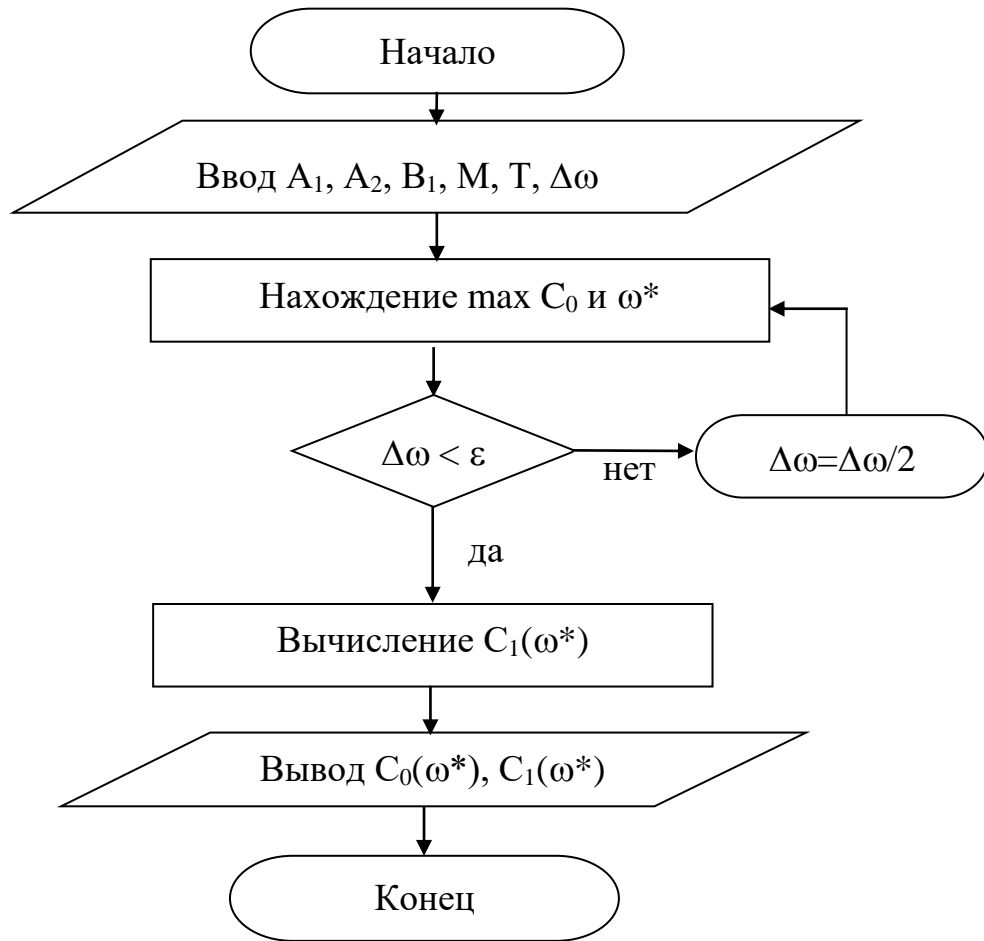 Начало
Ввод A₁, A₂, B₁, M, T, Δω
Нахождение max C₀ и ω*
Δω < ε
нет
Δω=Δω/2
да
Вычисление C₁(ω*)
Вывод C₀(ω*), C₁(ω*)
Конец